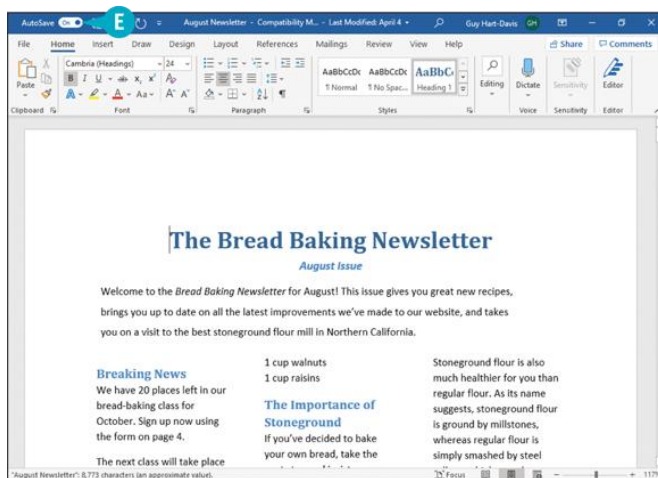 AutoSave On E August Newsletter - Compatibility M... - Last Modified: April 4 Guy Hart-Davis GH
File Home Insert Draw Design Layout References Mailings Review View Help Share Comments
Cambria (Headings) 24
Paste B I U ab x₂ x² A
A A Aa A A
AaBbCcDc AaBbCcDc AaBbC
¶ Normal ¶ No Spac... Heading 1
Editing Dictate Sensitivity Editor
Clipboard Font Paragraph Styles Voice Sensitivity Editor
The Bread Baking Newsletter
August Issue
Welcome to the Bread Baking Newsletter for August! This issue gives you great new recipes,
brings you up to date on all the latest improvements we've made to our website, and takes
you on a visit to the best stoneground flour mill in Northern California.
Breaking News
We have 20 places left in our
bread-baking class for
October. Sign up now using
the form on page 4.
The next class will take place
1 cup walnuts
1 cup raisins
The Importance of
Stoneground
If you've decided to bake
your own bread, take the
Stoneground flour is also
much healthier for you than
regular flour. As its name
suggests, stoneground flour
is ground by millstones,
whereas regular flour is
simply smashed by steel
"August Newsletter": 8,773 characters (an approximate value). Focus 117%